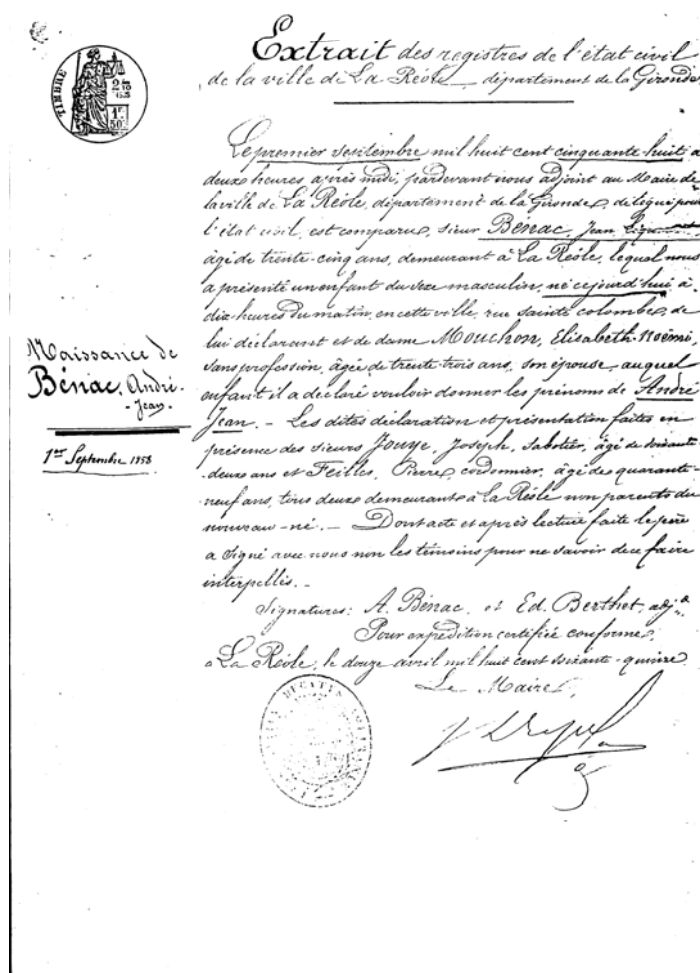 TIMBRE
2
1F
50c
Extrait des registres de l'état civil
de la ville de La Réole département de la Gironde
Le premier septembre mil huit cent cinquante-huit, à
deux heures après midi, pardevant nous adjoint au Maire de
la ville de La Réole, département de la Gironde, délégué pour
l'état civil, est comparu, sieur Bénac, Jean
âgé de trente-cinq ans, demeurant à La Réole, lequel nous
a présenté un enfant du sexe masculin, né cejourd'hui à
dix heures du matin, en cette ville, rue sainte colombe, de
lui déclarant et de dame Mouchon, Elisabeth-Noëmi,
sans profession, âgée de trente trois ans, son épouse, auquel
enfant il a déclaré vouloir donner les prénoms de André
Jean. - Les dites déclaration et présentation faites en
présence des sieurs Jouye, Joseph, Sabotier, âgé de soixante
-deux ans et Feilles, Pierre, cordonnier, âgé de quarante-
neuf ans, tous deux demeurant à La Réole non parents du
nouveau-né. - Dont acte et après lecture faite le père
a signé avec nous non les témoins pour ne savoir de ce faire
interpellés. -
Signatures: A. Bénac, et Ed. Berthet, adjt.
Pour expédition certifiée conforme,
à La Réole, le douze avril mil huit cent soixante-quinze.
Le Maire,
Naissance de
Bénac, André-
- Jean.
1er Septembre 1858